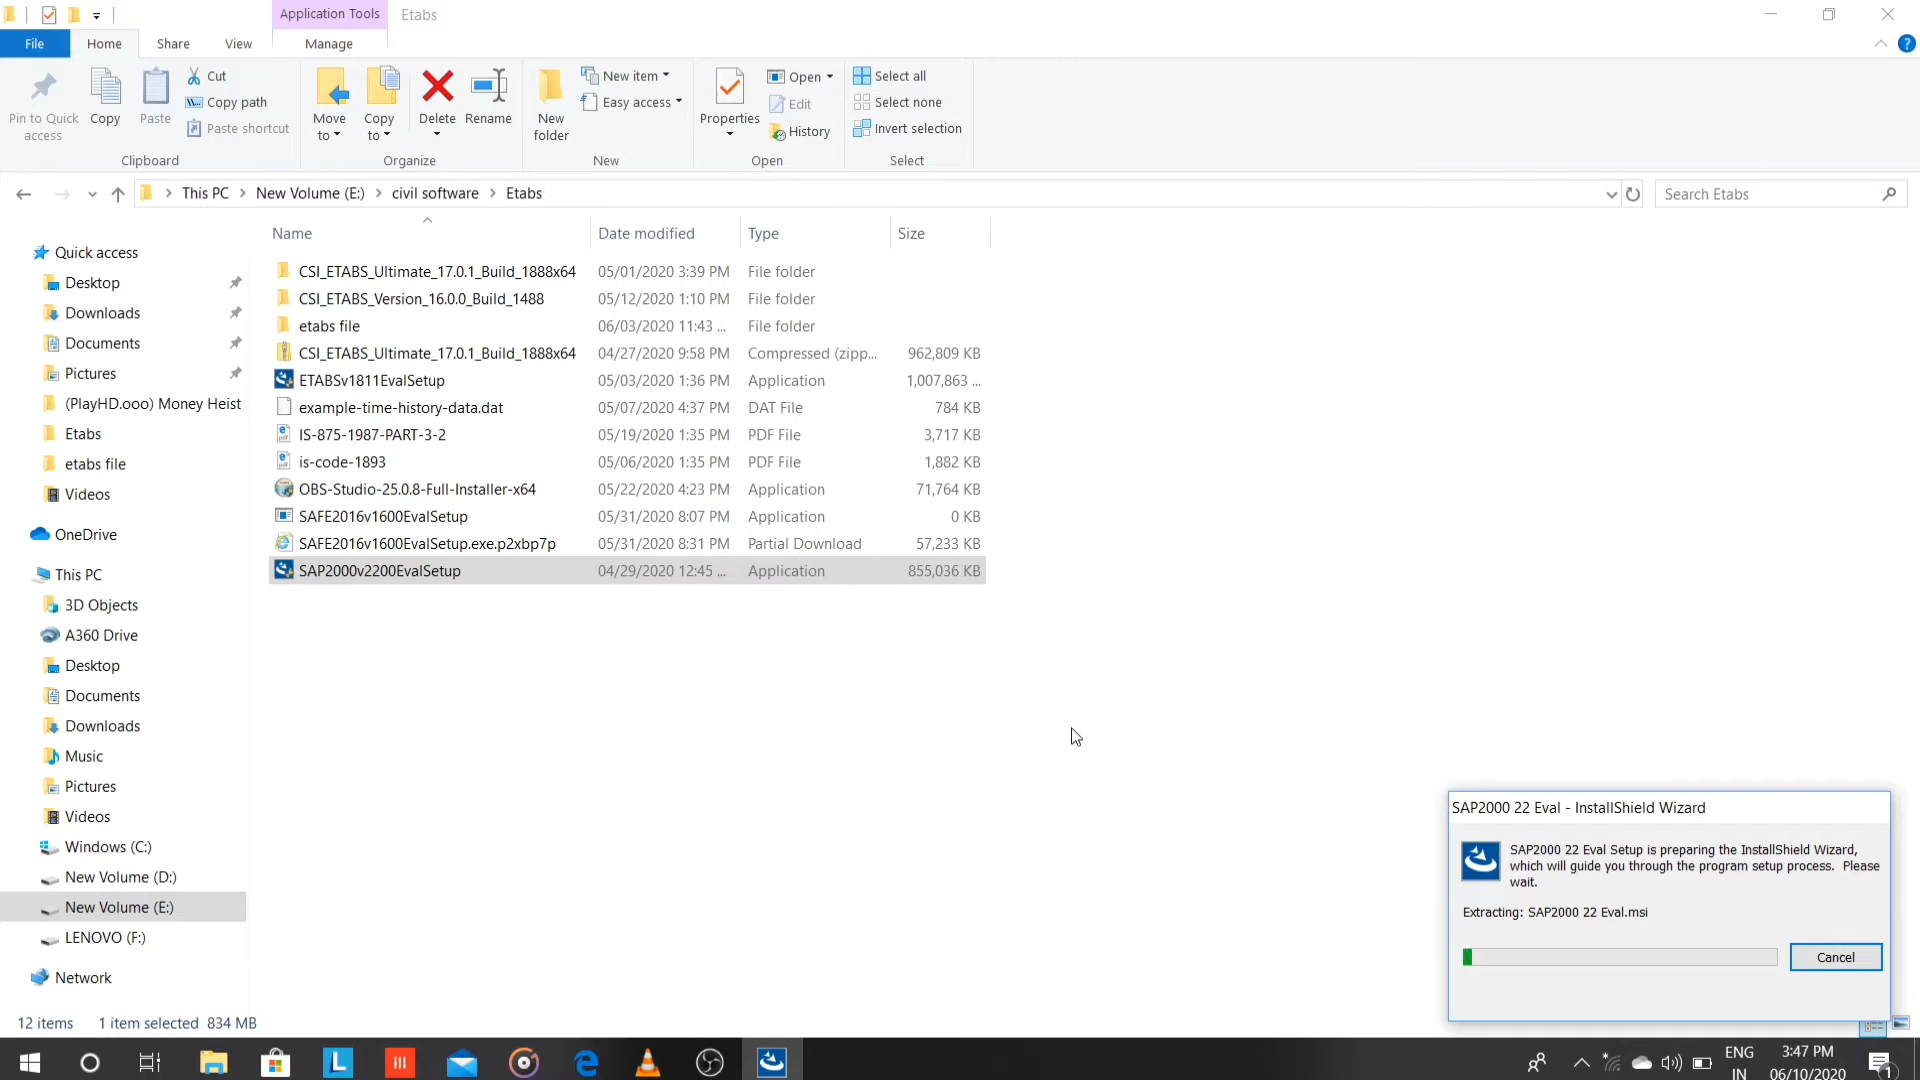 Application Tools
Etabs
File
Home
Share
View
Manage
Pin to Quick access
Copy
Paste
Cut
Copy path
Paste shortcut
Clipboard
Move to
Copy to
Delete
Rename
Organize
New folder
New item
Easy access
New
Properties
Open
Edit
History
Open
Select all
Select none
Invert selection
Select
This PC > New Volume (E:) > civil software > Etabs
Search Etabs
Name Date modified Type Size
CSI_ETABS_Ultimate_17.0.1_Build_1888x64 05/01/2020 3:39 PM File folder
CSI_ETABS_Version_16.0.0_Build_1488 05/12/2020 1:10 PM File folder
etabs file 06/03/2020 11:43 ... File folder
CSI_ETABS_Ultimate_17.0.1_Build_1888x64 04/27/2020 9:58 PM Compressed (zipp... 962,809 KB
ETABSv1811EvalSetup 05/03/2020 1:36 PM Application 1,007,863 ...
example-time-history-data.dat 05/07/2020 4:37 PM DAT File 784 KB
IS-875-1987-PART-3-2 05/19/2020 1:35 PM PDF File 3,717 KB
is-code-1893 05/06/2020 1:35 PM PDF File 1,882 KB
OBS-Studio-25.0.8-Full-Installer-x64 05/22/2020 4:23 PM Application 71,764 KB
SAFE2016v1600EvalSetup 05/31/2020 8:07 PM Application 0 KB
SAFE2016v1600EvalSetup.exe.p2xbp7p 05/31/2020 8:31 PM Partial Download 57,233 KB
SAP2000v2200EvalSetup 04/29/2020 12:45 ... Application 855,036 KB
Quick access
Desktop
Downloads
Documents
Pictures
(PlayHD.ooo) Money Heist
Etabs
etabs file
Videos
OneDrive
This PC
3D Objects
A360 Drive
Desktop
Documents
Downloads
Music
Pictures
Videos
Windows (C:)
New Volume (D:)
New Volume (E:)
LENOVO (F:)
Network
SAP2000 22 Eval - InstallShield Wizard
SAP2000 22 Eval Setup is preparing the InstallShield Wizard,
which will guide you through the program setup process. Please
wait.
Extracting: SAP2000 22 Eval.msi
Cancel
12 items 1 item selected 834 MB
ENG
IN
3:47 PM
06/10/2020
1